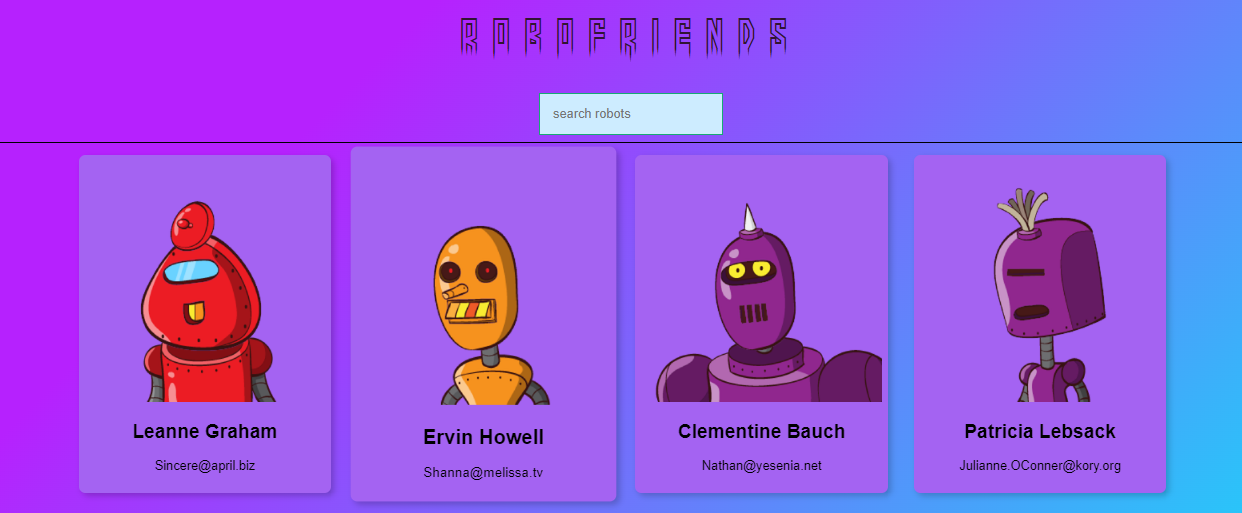 ROBOFRIENDS
search robots
Leanne Graham
Sincere@april.biz
Ervin Howell
Shanna@melissa.tv
Clementine Bauch
Nathan@yesenia.net
Patricia Lebsack
Julianne.OConner@kory.org